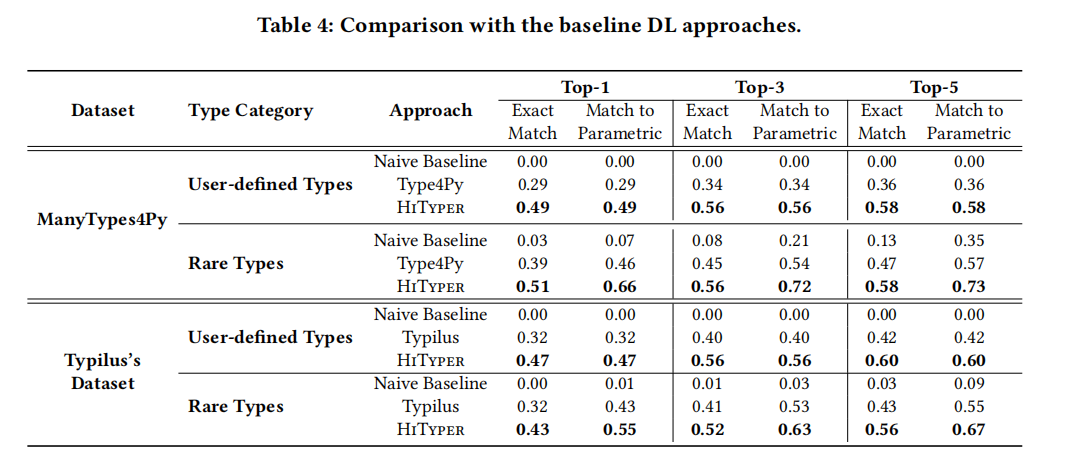 Table 4: Comparison with the baseline DL approaches.
Dataset Type Category Approach Top-1 Top-3 Top-5
Exact Match Match to Parametric Exact Match Match to Parametric Exact Match Match to Parametric
ManyTypes4Py
User-defined Types
Naive Baseline 0.00 0.00 0.00 0.00 0.00 0.00
Type4Py 0.29 0.29 0.34 0.34 0.36 0.36
HiTyper 0.49 0.49 0.56 0.56 0.58 0.58
Rare Types
Naive Baseline 0.03 0.07 0.08 0.21 0.13 0.35
Type4Py 0.39 0.46 0.45 0.54 0.47 0.57
HiTyper 0.51 0.66 0.56 0.72 0.58 0.73
Typilus's
Dataset
User-defined Types
Naive Baseline 0.00 0.00 0.00 0.00 0.00 0.00
Typilus 0.32 0.32 0.40 0.40 0.42 0.42
HiTyper 0.47 0.47 0.56 0.56 0.60 0.60
Rare Types
Naive Baseline 0.00 0.01 0.01 0.03 0.03 0.09
Typilus 0.32 0.43 0.41 0.53 0.43 0.55
HiTyper 0.43 0.55 0.52 0.63 0.56 0.67